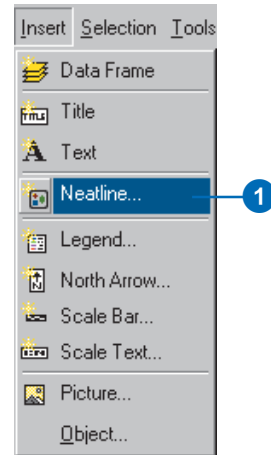 Insert Selection Tools
Data Frame
Title
Text
Neatline...
1
Legend...
North Arrow...
Scale Bar...
Scale Text...
Picture...
Object...